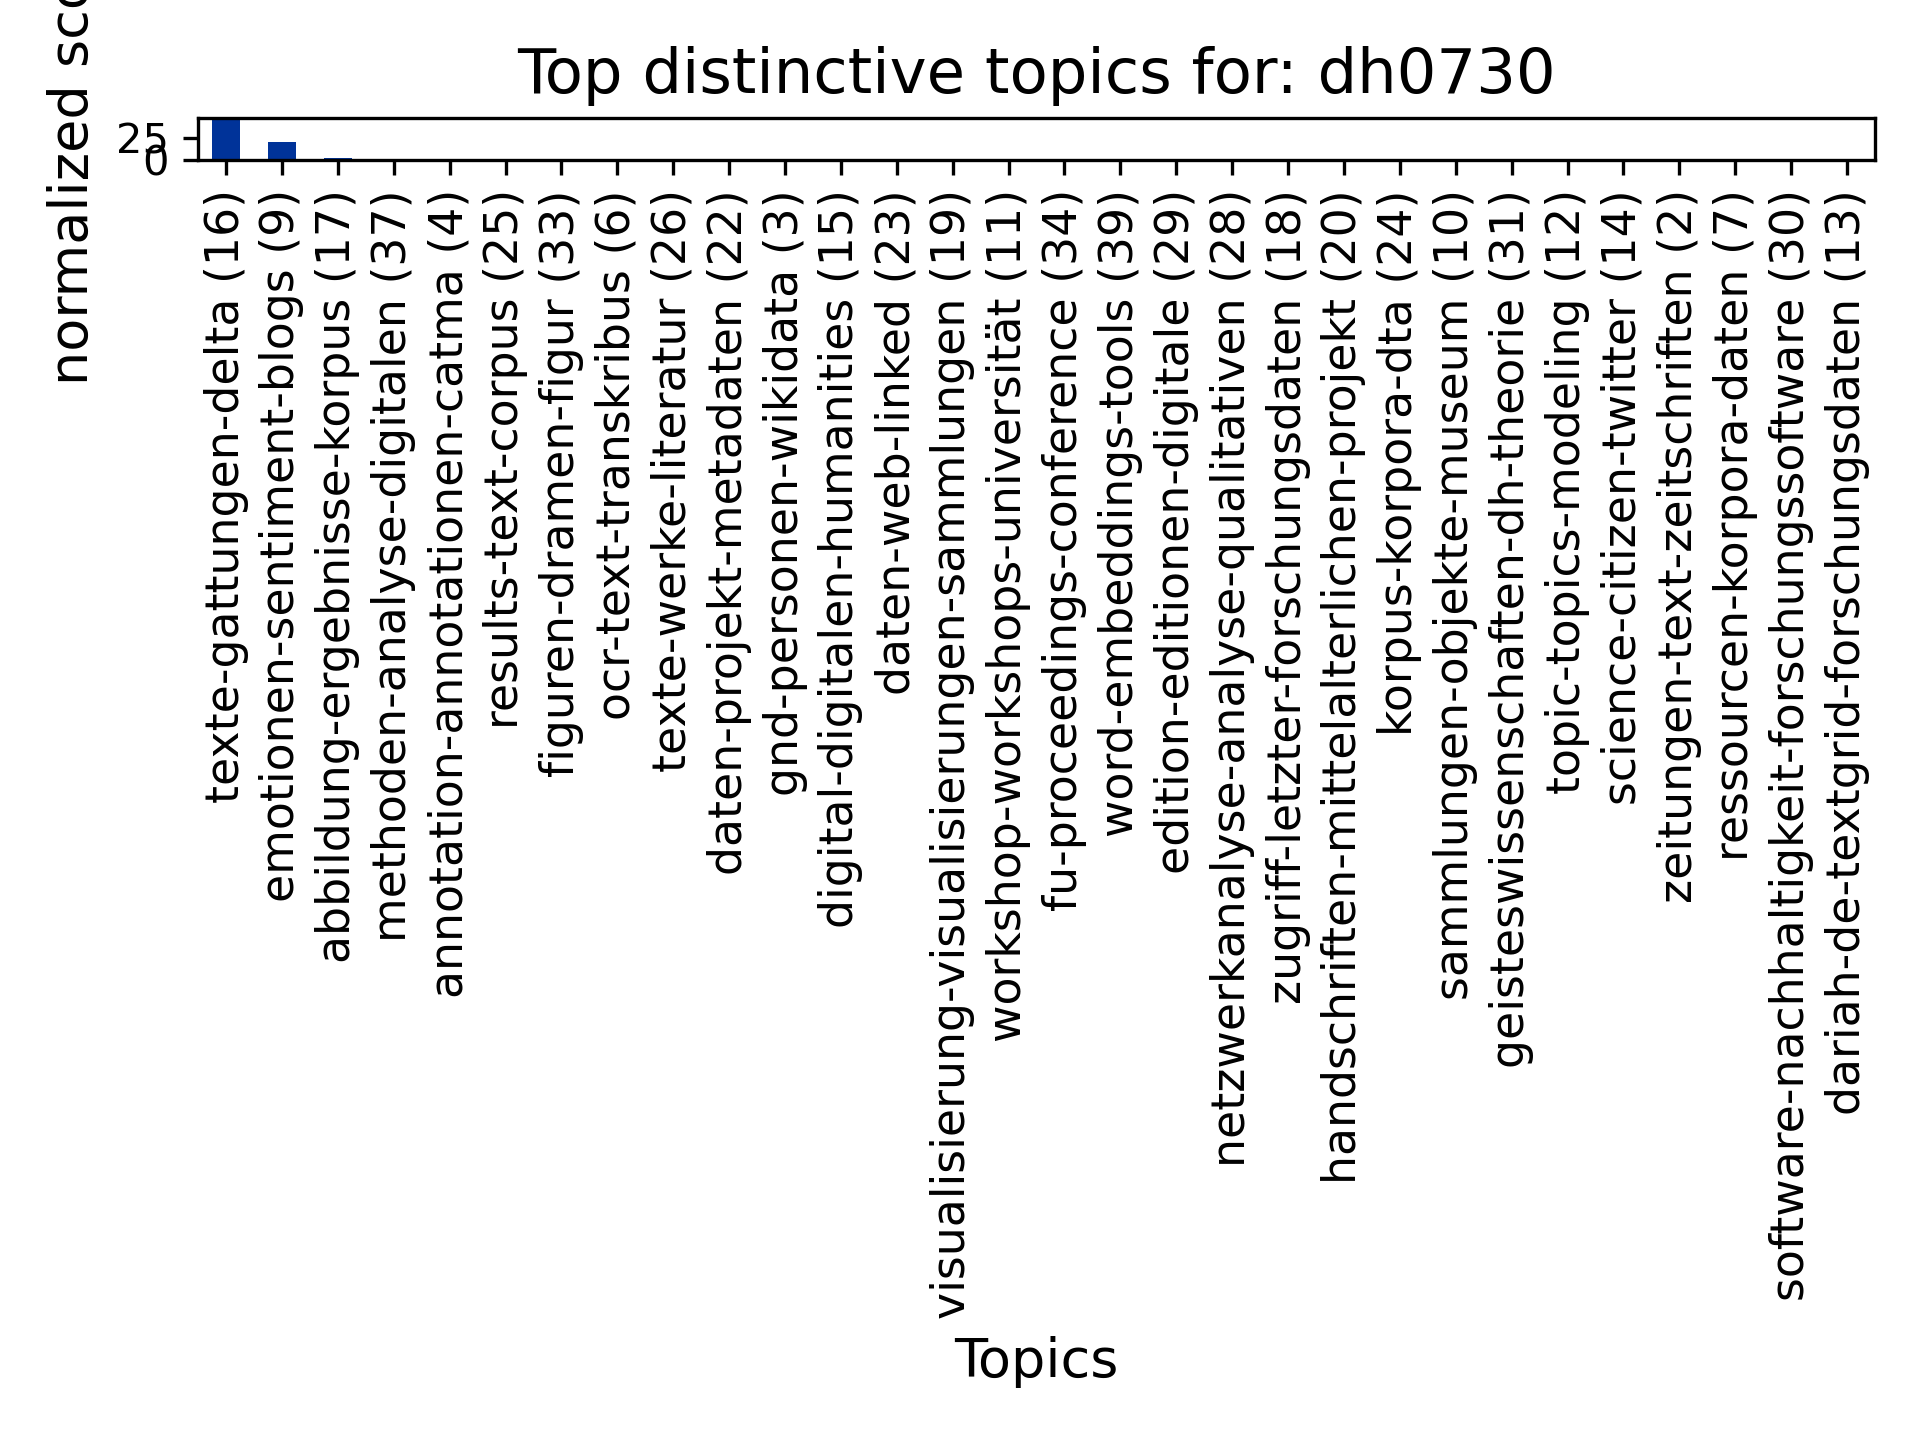 Top distinctive topics for: dh0730
normalized sco
25
0
texte-gattungen-delta (16)
emotionen-sentiment-blogs (9)
abbildung-ergebnisse-korpus (17)
methoden-analyse-digitalen (37)
annotation-annotationen-catma (4)
results-text-corpus (25)
figuren-dramen-figur (33)
ocr-text-transkribus (6)
texte-werke-literatur (26)
daten-projekt-metadaten (22)
gnd-personen-wikidata (3)
digital-digitalen-humanities (15)
daten-web-linked (23)
visualisierung-visualisierungen-sammlungen (19)
workshop-workshops-universität (11)
fu-proceedings-conference (34)
word-embeddings-tools (39)
edition-editionen-digitale (29)
netzwerkanalyse-analyse-qualitativen (28)
zugriff-letzter-forschungsdaten (18)
handschriften-mittelalterlichen-projekt (20)
korpus-korpora-dta (24)
sammlungen-objekte-museum (10)
geisteswissenschaften-dh-theorie (31)
topic-topics-modeling (12)
science-citizen-twitter (14)
zeitungen-text-zeitschriften (2)
ressourcen-korpora-daten (7)
software-nachhaltigkeit-forschungssoftware (30)
dariah-de-textgrid-forschungsdaten (13)
Topics